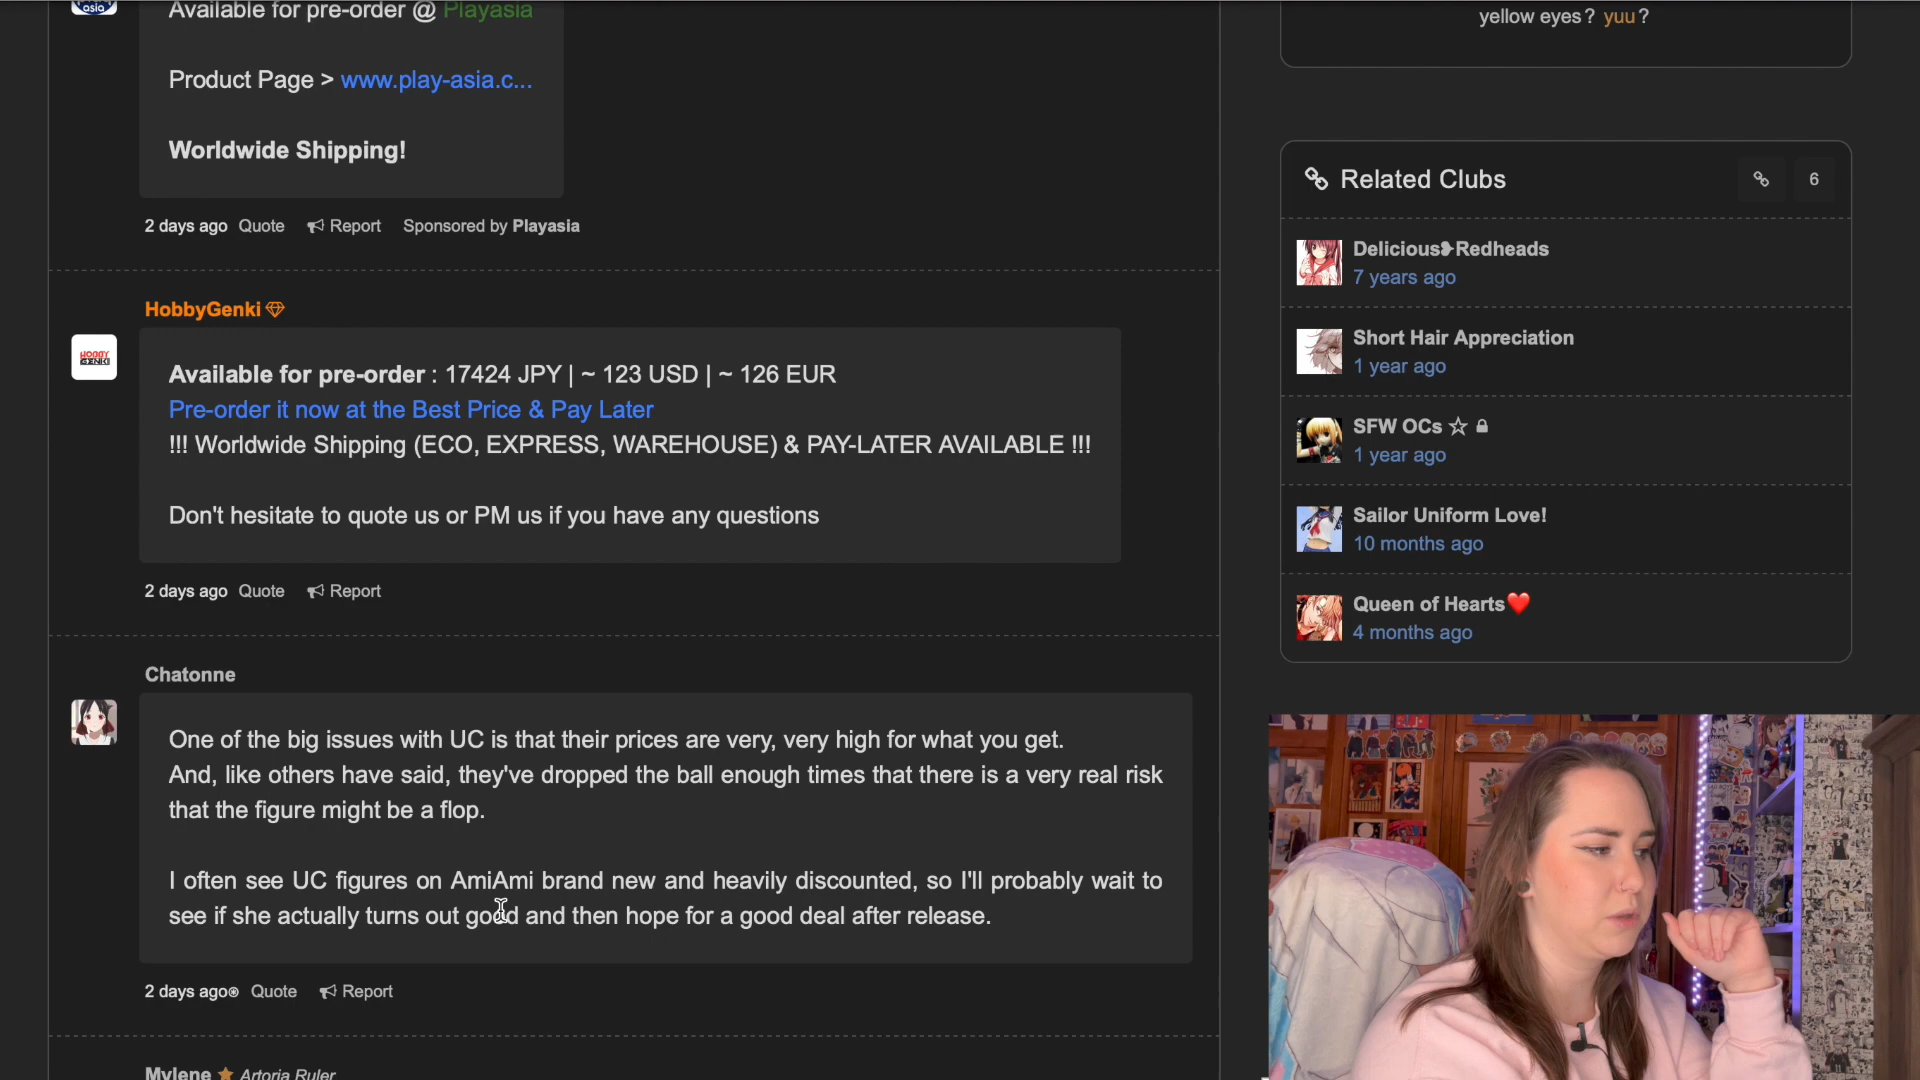 asia
Available for pre-order @ Playasia
Product Page > www.play-asia.c...
Worldwide Shipping!
2 days ago Quote Report Sponsored by Playasia
HobbyGenki
HOBBY
GENKI
Available for pre-order : 17424 JPY | ~ 123 USD | ~ 126 EUR
Pre-order it now at the Best Price & Pay Later
!!! Worldwide Shipping (ECO, EXPRESS, WAREHOUSE) & PAY-LATER AVAILABLE !!!
Don't hesitate to quote us or PM us if you have any questions
2 days ago Quote Report
Chatonne
One of the big issues with UC is that their prices are very, very high for what you get.
And, like others have said, they've dropped the ball enough times that there is a very real risk
that the figure might be a flop.
I often see UC figures on AmiAmi brand new and heavily discounted, so I'll probably wait to
see if she actually turns out good and then hope for a good deal after release.
2 days ago Quote Report
Mylene Artoria Ruler
yellow eyes? yuu?
Related Clubs 6
Delicious Redheads
7 years ago
Short Hair Appreciation
1 year ago
SFW OCs
1 year ago
Sailor Uniform Love!
10 months ago
Queen of Hearts
4 months ago